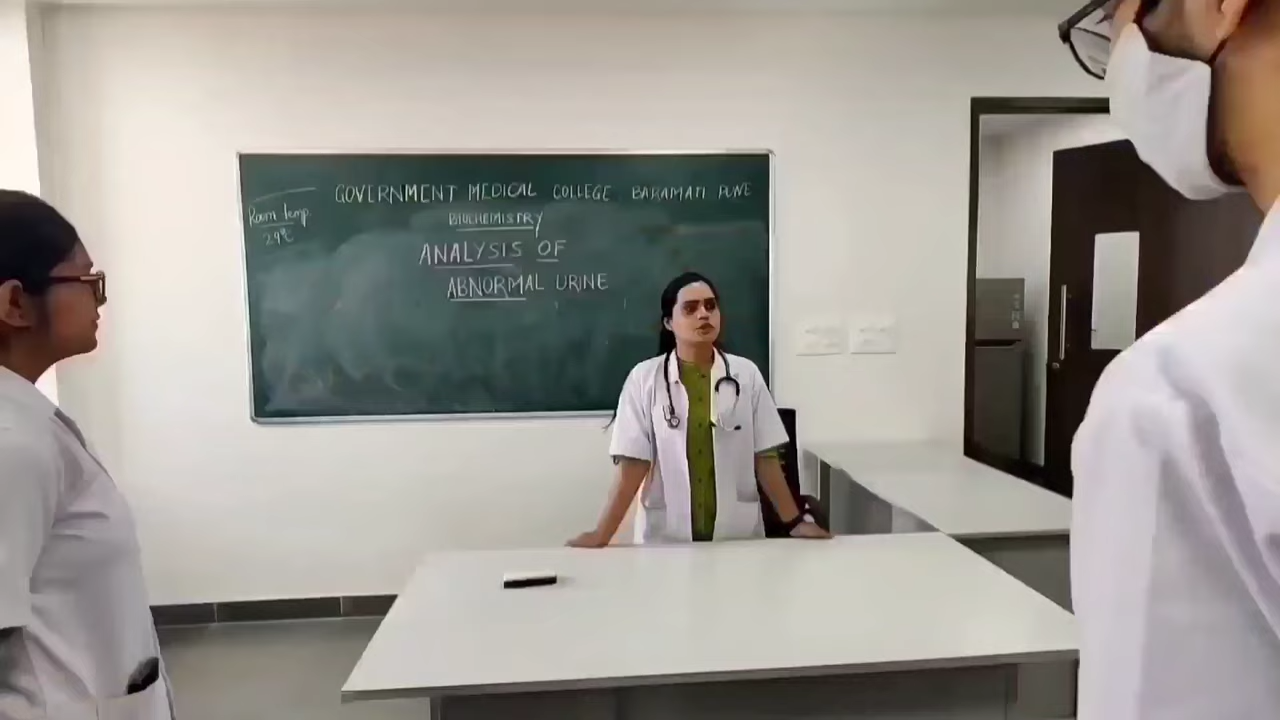 GOVERNMENT MEDICAL COLLEGE BARAMATI PUNE
Room temp.
29°C
BIOCHEMISTRY
ANALYSIS OF
ABNORMAL URINE